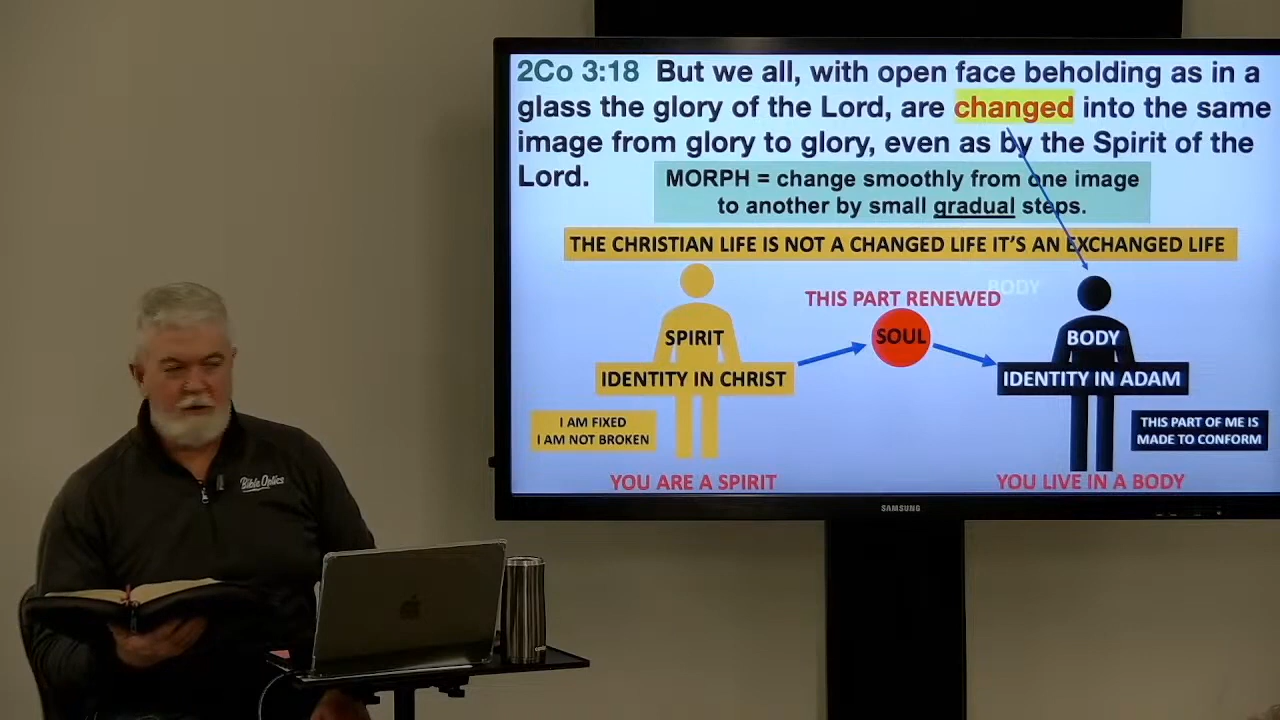 2Co 3:18 But we all, with open face beholding as in a
glass the glory of the Lord, are changed into the same
image from glory to glory, even as by the Spirit of the
Lord.
MORPH = change smoothly from one image
to another by small gradual steps.
THE CHRISTIAN LIFE IS NOT A CHANGED LIFE IT'S AN EXCHANGED LIFE
BODY
THIS PART RENEWED
SPIRIT
SOUL
BODY
IDENTITY IN CHRIST
IDENTITY IN ADAM
I AM FIXED
I AM NOT BROKEN
THIS PART OF ME IS
MADE TO CONFORM
YOU ARE A SPIRIT
YOU LIVE IN A BODY
SAMSUNG
Bible Optics